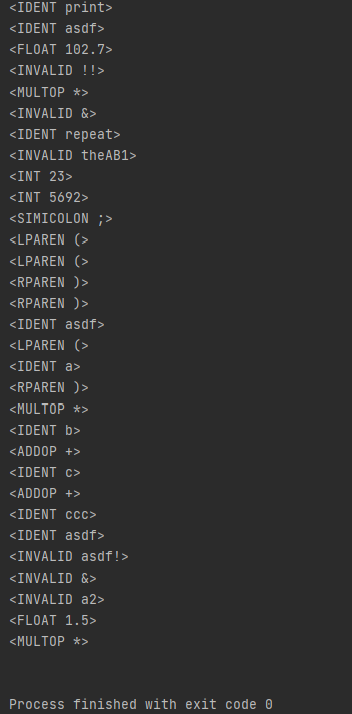 <IDENT print>
<IDENT asdf>
<FLOAT 102.7>
<INVALID !!>
<MULTOP *>
<INVALID &>
<IDENT repeat>
<INVALID theAB1>
<INT 23>
<INT 5692>
<SIMICOLON ;>
<LPAREN (>
<LPAREN (>
<RPAREN )>
<RPAREN )>
<IDENT asdf>
<LPAREN (>
<IDENT a>
<RPAREN )>
<MULTOP *>
<IDENT b>
<ADDOP +>
<IDENT c>
<ADDOP +>
<IDENT ccc>
<IDENT asdf>
<INVALID asdf!>
<INVALID &>
<INVALID a2>
<FLOAT 1.5>
<MULTOP *>
Process finished with exit code 0